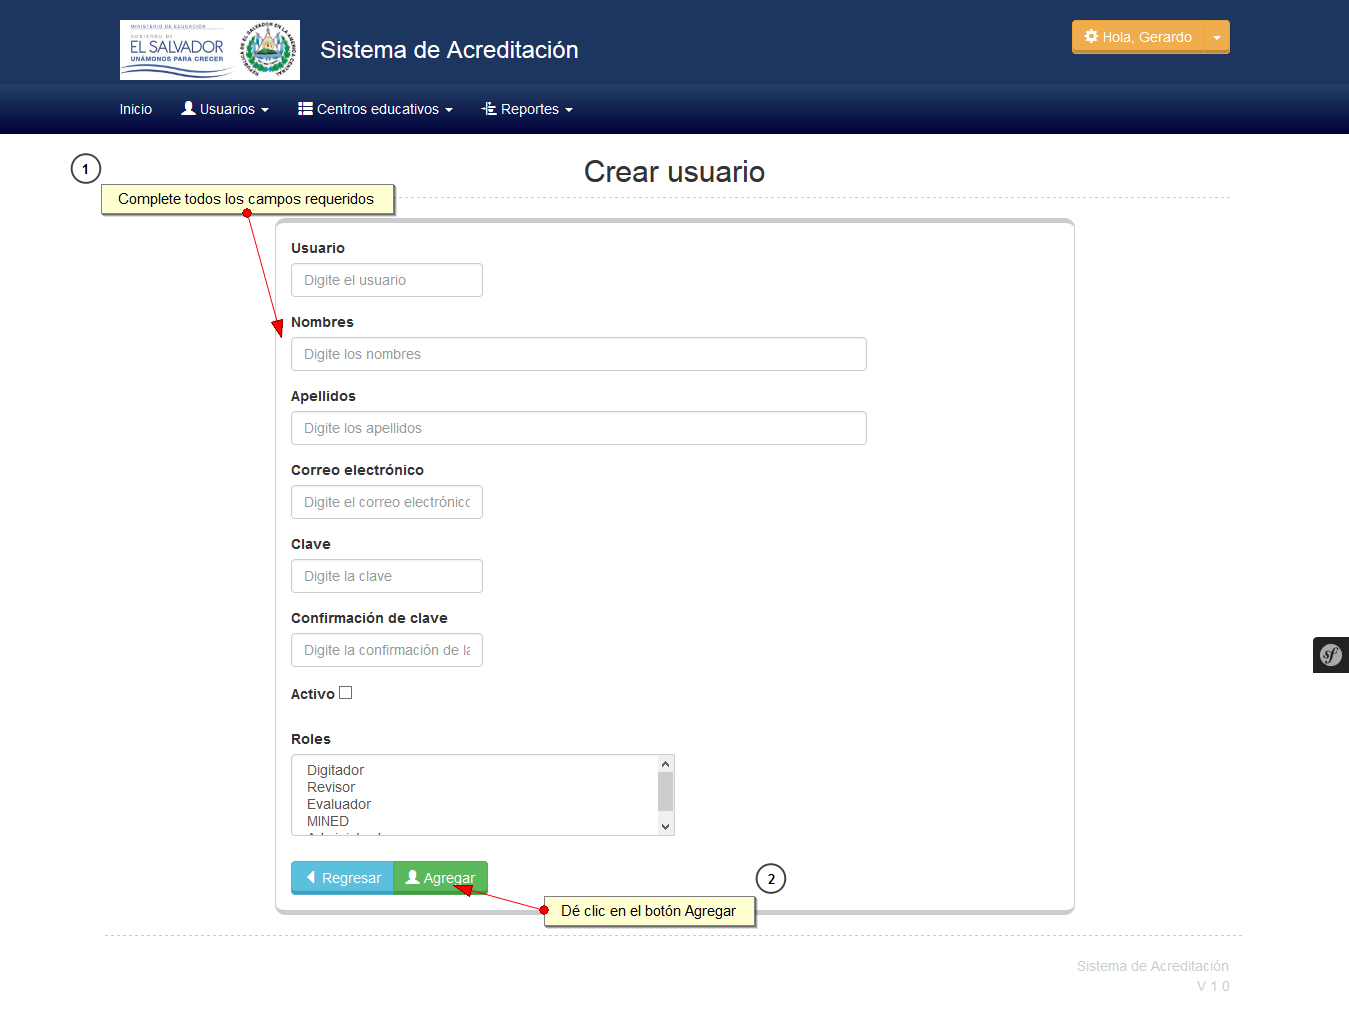 MINISTERIO DE EDUCACIÓN
GOBIERNO DE
EL SALVADOR
UNÁMONOS PARA CRECER
Sistema de Acreditación
Hola, Gerardo
Inicio
Usuarios
Centros educativos
Reportes
1
Crear usuario
Complete todos los campos requeridos
Usuario
Digite el usuario
Nombres
Digite los nombres
Apellidos
Digite los apellidos
Correo electrónico
Digite el correo electrónico
Clave
Digite la clave
Confirmación de clave
Digite la confirmación de la
Activo
Roles
Digitador
Revisor
Evaluador
MINED
Regresar
Agregar
2
Dé clic en el botón Agregar
Sistema de Acreditación
V 1.0
sf